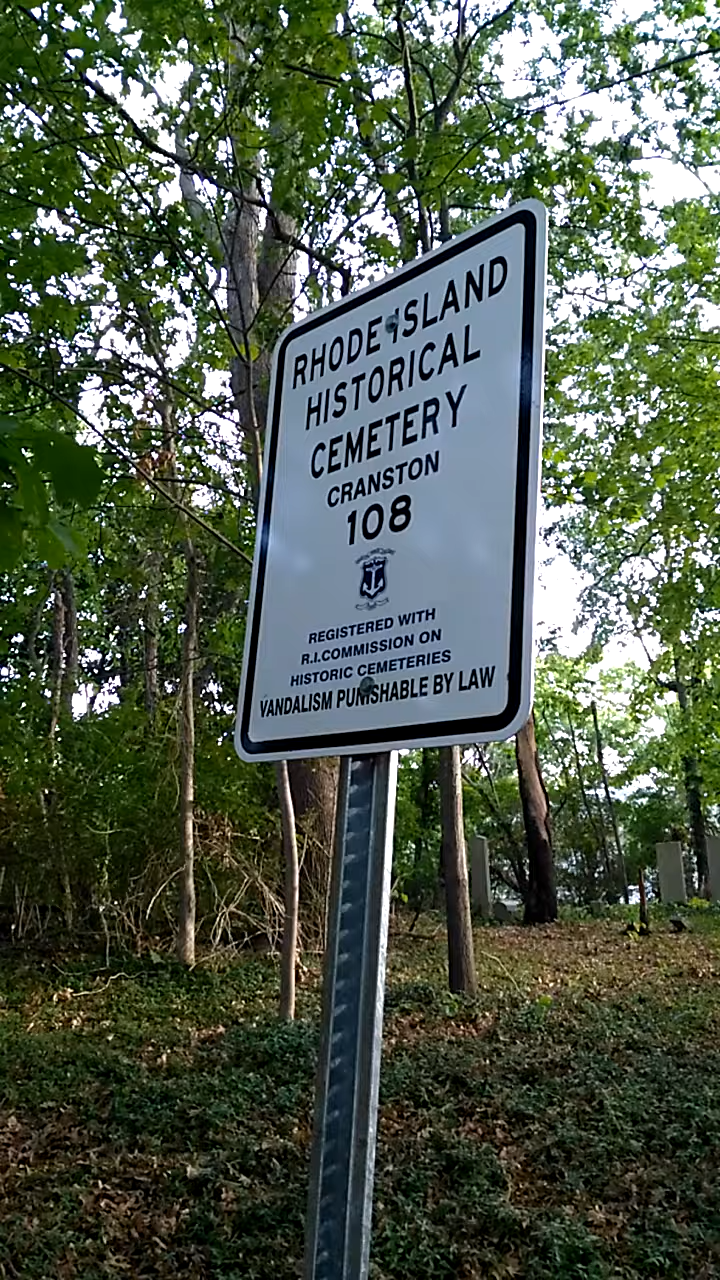 RHODE ISLAND
HISTORICAL
CEMETERY
CRANSTON
108
REGISTERED WITH
R.I.COMMISSION ON
HISTORIC CEMETERIES
VANDALISM PUNISHABLE BY LAW